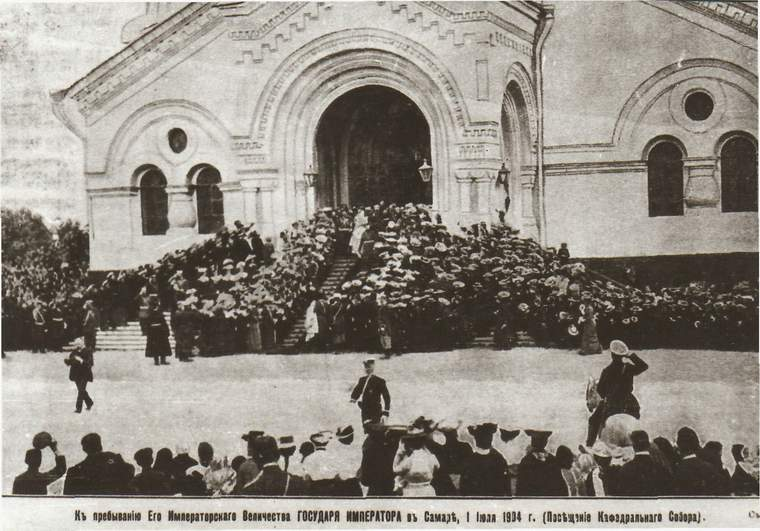 Къ пребыванію Его Императорскаго Величества ГОСУДАРЯ ИМПЕРАТОРА въ Самарѣ, 1 Іюля 1904 г. (Посѣщеніе Каѳедральнаго Собора).